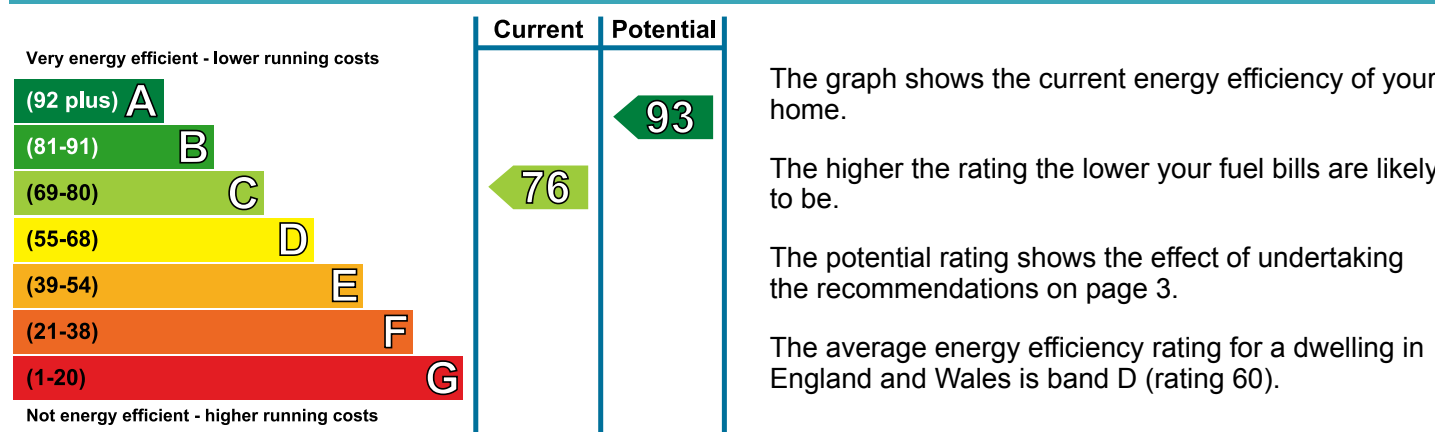 Current Potential
Very energy efficient - lower running costs
(92 plus) A
(81-91) B
(69-80) C
(55-68) D
(39-54) E
(21-38) F
(1-20) G
Not energy efficient - higher running costs
76
93
The graph shows the current energy efficiency of your
home.
The higher the rating the lower your fuel bills are likely
to be.
The potential rating shows the effect of undertaking
the recommendations on page 3.
The average energy efficiency rating for a dwelling in
England and Wales is band D (rating 60).